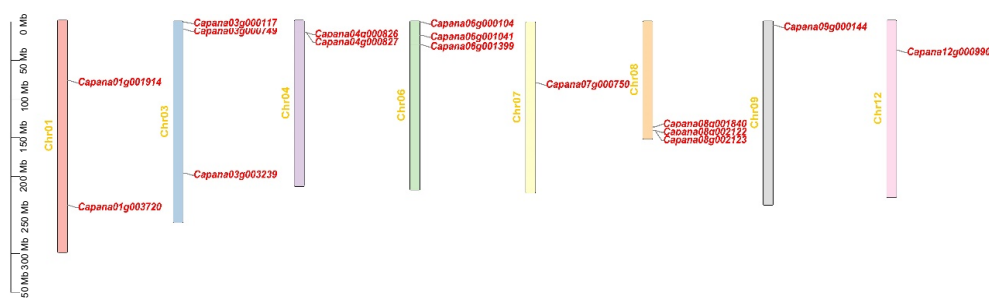 0 Mb
50 Mb
100 Mb
150 Mb
200 Mb
250 Mb
300 Mb
50 Mb
Chr01
Capana01g001914
Capana01g003720
Chr03
Capana03g000117
Capana03g000749
Capana03g003239
Chr04
Capana04g000826
Capana04g000827
Chr06
Capana06g000104
Capana06g001041
Capana06g001399
Chr07
Capana07g000750
Chr08
Capana08g001840
Capana08g002122
Capana08g002123
Chr09
Capana09g000144
Chr12
Capana12g000990